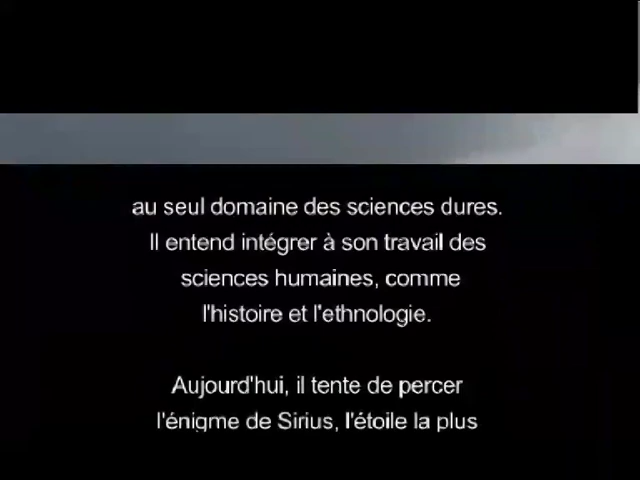 au seul domaine des sciences dures.
Il entend intégrer à son travail des
sciences humaines, comme
l'histoire et l'ethnologie.
Aujourd'hui, il tente de percer
l'énigme de Sirius, l'étoile la plus